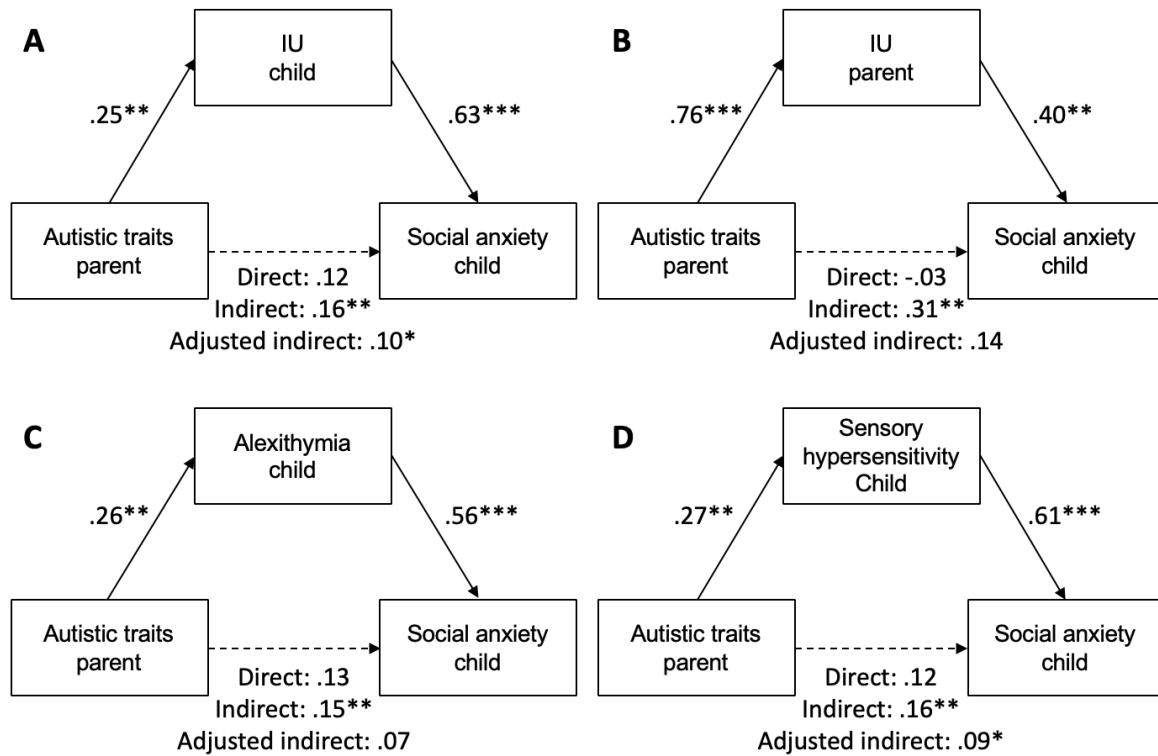 A
IU
child
.25**
.63***
Autistic traits
parent
Social anxiety
child
Direct: .12
Indirect: .16**
Adjusted indirect: .10*
B
IU
parent
.76***
.40**
Autistic traits
parent
Social anxiety
child
Direct: -.03
Indirect: .31**
Adjusted indirect: .14
C
Alexithymia
child
.26**
.56***
Autistic traits
parent
Social anxiety
child
Direct: .13
Indirect: .15**
Adjusted indirect: .07
D
Sensory
hypersensitivity
Child
.27**
.61***
Autistic traits
parent
Social anxiety
child
Direct: .12
Indirect: .16**
Adjusted indirect: .09*